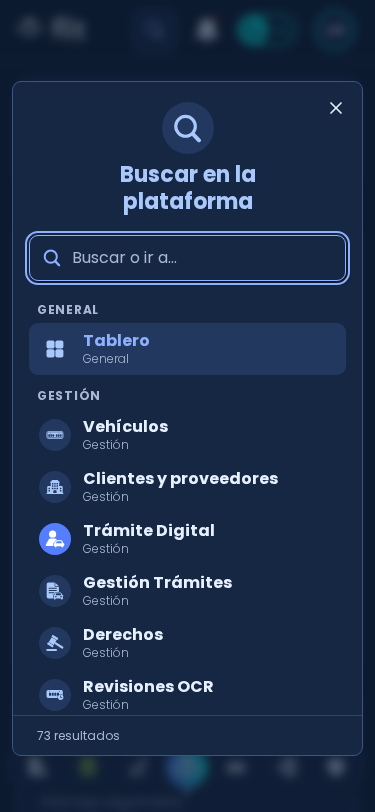 Buscar en la
plataforma
Buscar o ir a...
GENERAL
Tablero
General
GESTIÓN
Vehículos
Gestión
Clientes y proveedores
Gestión
Trámite Digital
Gestión
Gestión Trámites
Gestión
Derechos
Gestión
Revisiones OCR
Gestión
73 resultados